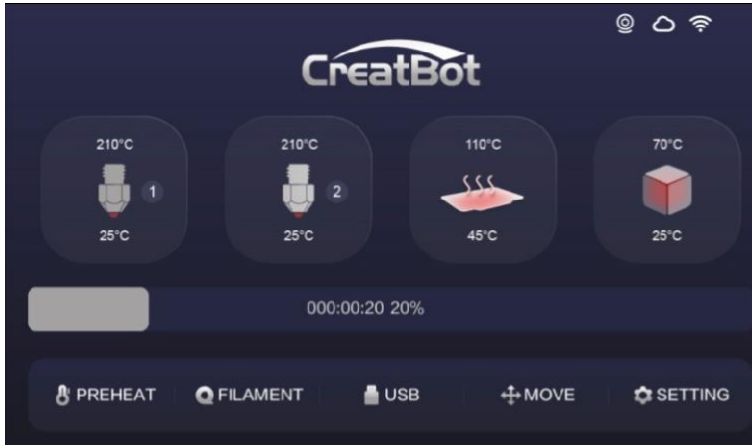 CreatBot
210°C 210°C 110°C 70°C
1 2
25°C 25°C 45°C 25°C
000:00:20 20%
PREHEAT FILAMENT USB MOVE SETTING